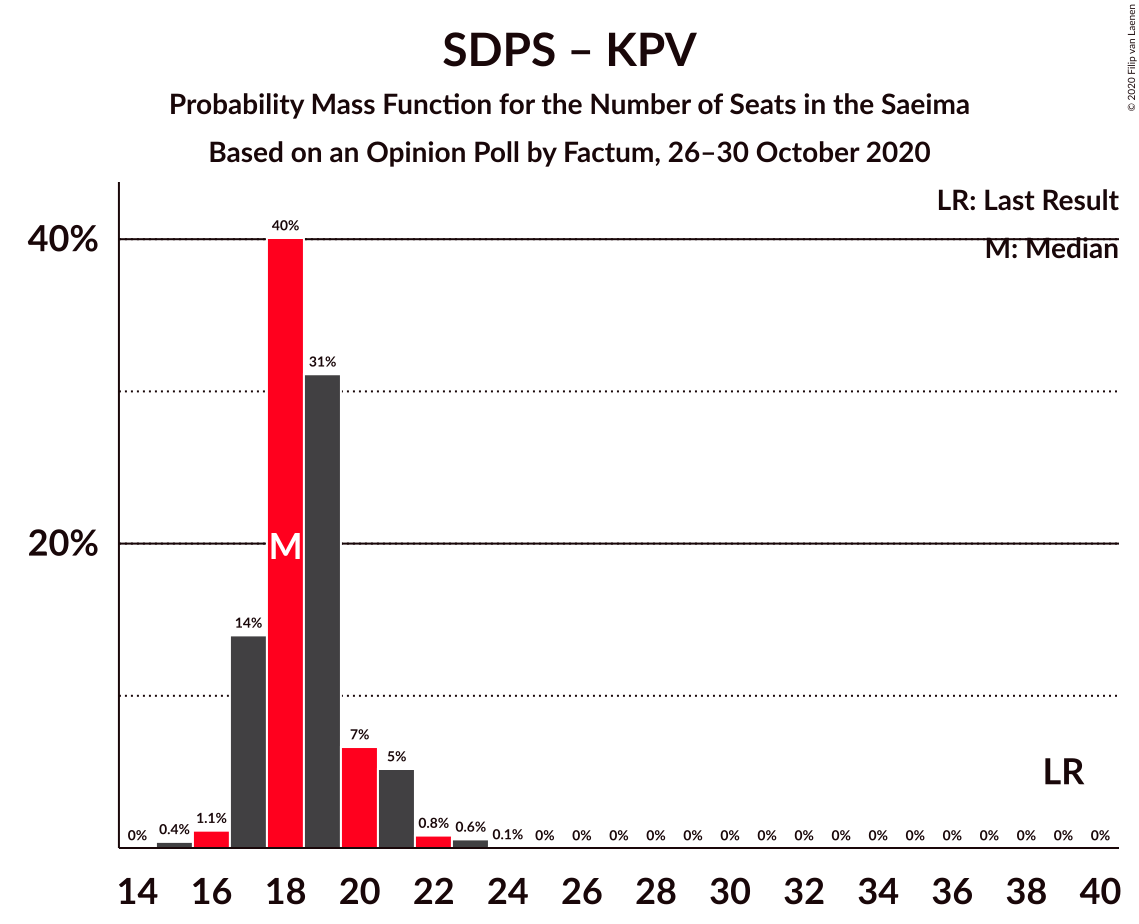 SDPS – KPV
Probability Mass Function for the Number of Seats in the Saeima
Based on an Opinion Poll by Factum, 26–30 October 2020
© 2020 Filip van Laenen
LR: Last Result
M: Median
40%
20%
0% 0.4% 1.1% 14% 40% 31% 7% 5% 0.8% 0.6% 0.1% 0% 0% 0% 0% 0% 0% 0% 0% 0% 0% 0% 0% 0% 0% 0% 0%
M
LR
14 16 18 20 22 24 26 28 30 32 34 36 38 40